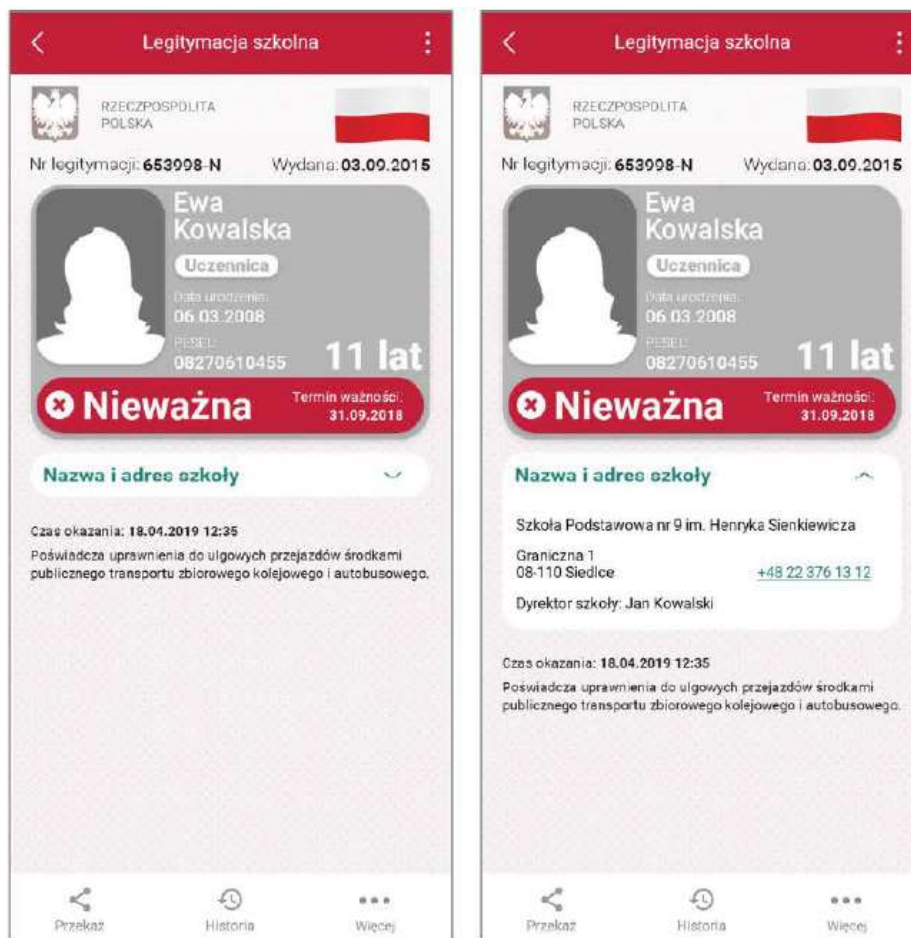 Legitymacja szkolna
RZECZPOSPOLITA
POLSKA
Nr legitymacji: 653998-N Wydana: 03.09.2015
Ewa
Kowalska
Uczennica
Data urodzenia:
06.03.2008
PESEL:
08270610455 11 lat
Nieważna
Termin ważności:
31.09.2018
Nazwa i adres szkoły
Czas okazania: 18.04.2019 12:35
Poświadcza uprawnienia do ulgowych przejazdów środkami
publicznego transportu zbiorowego kolejowego i autobusowego.
Przekaż Historia Więcej
Legitymacja szkolna
RZECZPOSPOLITA
POLSKA
Nr legitymacji: 653998-N Wydana: 03.09.2015
Ewa
Kowalska
Uczennica
Data urodzenia:
06.03.2008
PESEL:
08270610455 11 lat
Nieważna
Termin ważności:
31.09.2018
Nazwa i adres szkoły
Szkoła Podstawowa nr 9 im. Henryka Sienkiewicza
Graniczna 1
08-110 Siedlce +48 22 376 13 12
Dyrektor szkoły: Jan Kowalski
Czas okazania: 18.04.2019 12:35
Poświadcza uprawnienia do ulgowych przejazdów środkami
publicznego transportu zbiorowego kolejowego i autobusowego.
Przekaż Historia Więcej